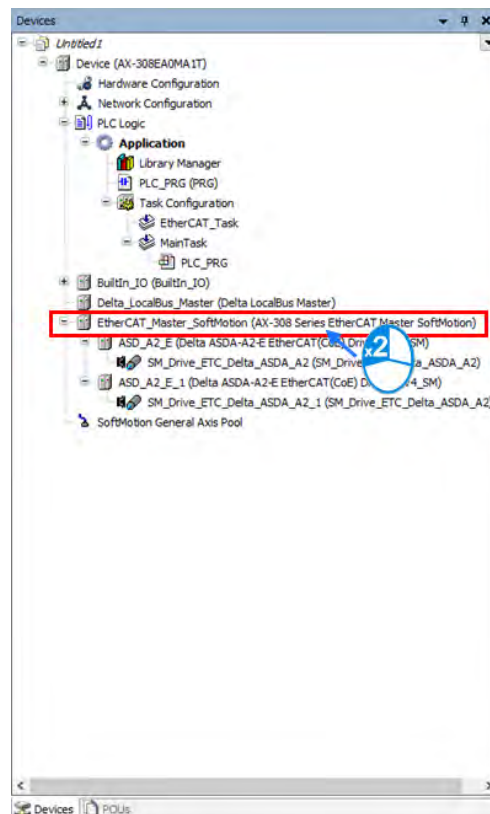 Devices
Untitled1
Device (AX-308EA0MA1T)
Hardware Configuration
Network Configuration
PLC Logic
Application
Library Manager
PLC_PRG (PRG)
Task Configuration
EtherCAT_Task
MainTask
PLC_PRG
BuiltIn_IO (BuiltIn_IO)
Delta_LocalBus_Master (Delta LocalBus Master)
EtherCAT_Master_SoftMotion (AX-308 Series EtherCAT Master SoftMotion)
ASD_A2_E (Delta ASDA-A2-E EtherCAT(CoE) SM)
x2
SM_Drive_ETC_Delta_ASDA_A2 (SM_Drive a_ASDA_A2)
ASD_A2_E_1 (Delta ASDA-A2-E EtherCAT(CoE) D 4_SM)
SM_Drive_ETC_Delta_ASDA_A2_1 (SM_Drive_ETC_Delta_ASDA_A2
SoftMotion General Axis Pool
Devices POUs